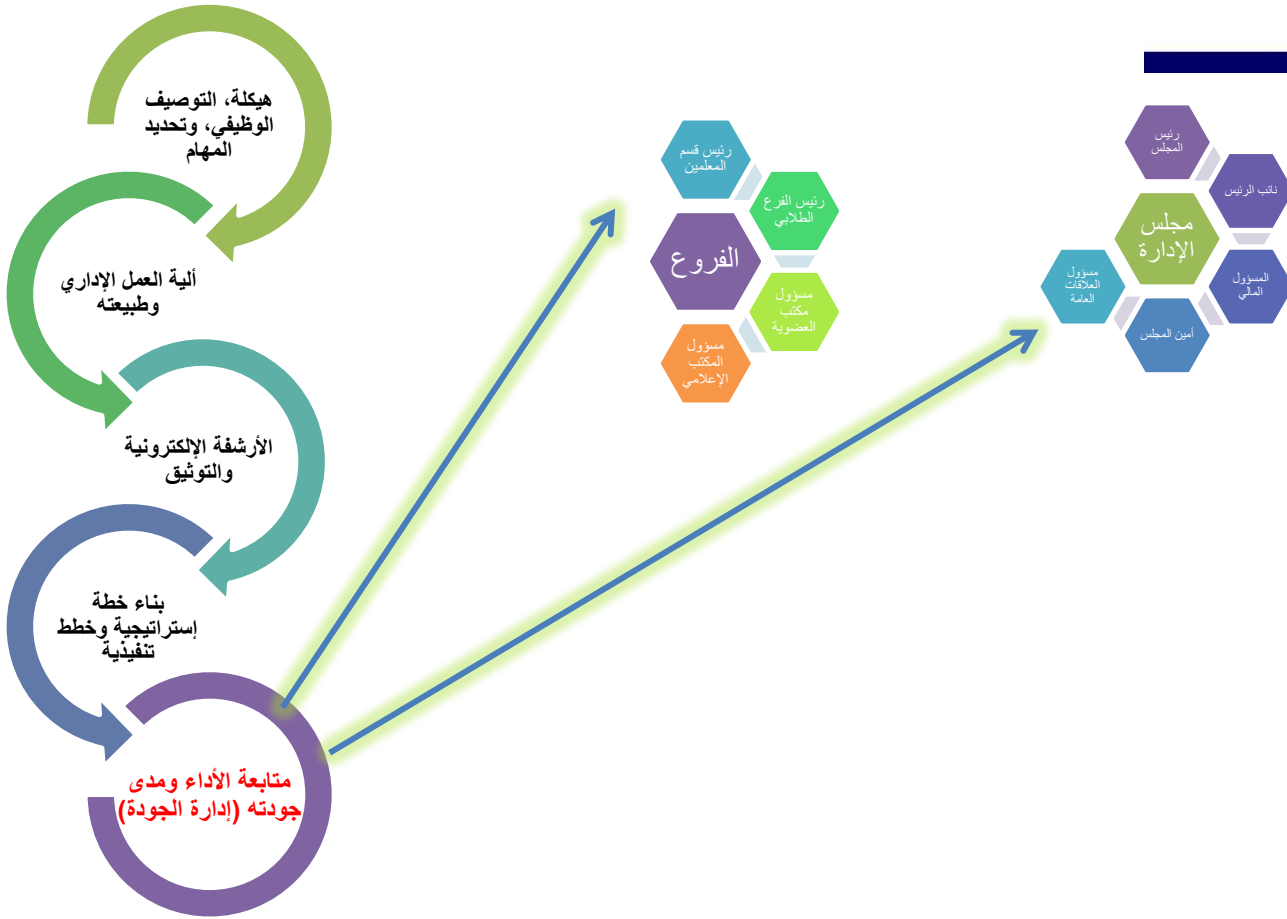 هيكلة، التوصيف
الوظيفي، وتحديد
المهام
ألية العمل الإداري
وطبيعته
الأرشفة الإلكترونية
والتوثيق
بناء خطة
إستراتيجية وخطط
تنفيذية
متابعة الأداء ومدى
جودته (إدارة الجودة)
رئيس قسم
المعلمين
رئيس الفرع
الطلابي
الفروع
مسؤول
مكتب
العضوية
مسؤول
المكتب
الإعلامي
رئيس
المجلس
نائب الرئيس
مجلس
الإدارة
المسؤول
المالي
أمين المجلس
مسؤول
العلاقات
العامة